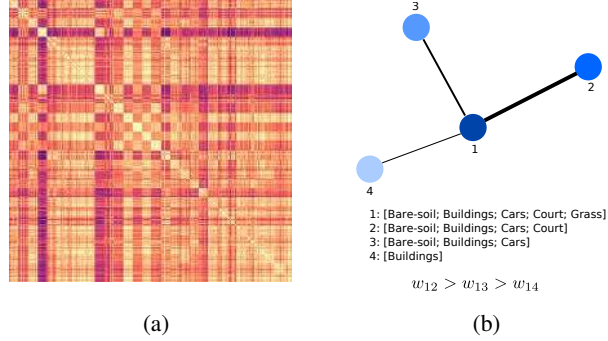 3
2
1
4
1: [Bare-soil; Buildings; Cars; Court; Grass]
2: [Bare-soil; Buildings; Cars; Court]
3: [Bare-soil; Buildings; Cars]
4: [Buildings]
w₁₂ > w₁₃ > w₁₄
(a)
(b)